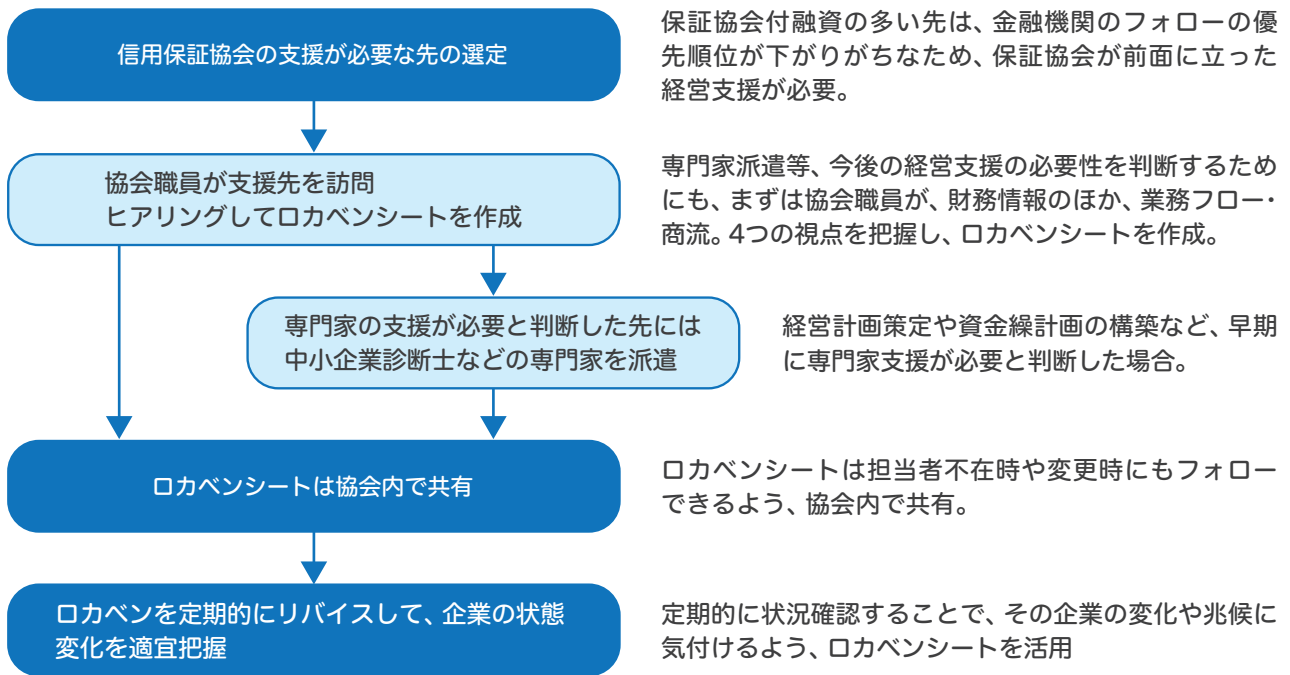 信用保証協会の支援が必要な先の選定
保証協会付融資の多い先は、金融機関のフォローの優
先順位が下がりがちなため、保証協会が前面に立った
経営支援が必要。
協会職員が支援先を訪問
ヒアリングしてロカベンシートを作成
専門家派遣等、今後の経営支援の必要性を判断するため
にも、まずは協会職員が、財務情報のほか、業務フロー・
商流。4つの視点を把握し、ロカベンシートを作成。
専門家の支援が必要と判断した先には
中小企業診断士などの専門家を派遣
経営計画策定や資金繰計画の構築など、早期
に専門家支援が必要と判断した場合。
ロカベンシートは協会内で共有
ロカベンシートは担当者不在時や変更時にもフォロー
できるよう、協会内で共有。
ロカベンを定期的にリバイスして、企業の状態
変化を適宜把握
定期的に状況確認することで、その企業の変化や兆候に
気付けるよう、ロカベンシートを活用